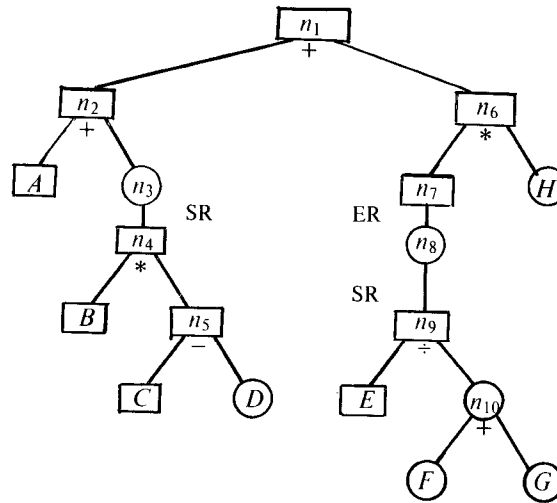 n₁
+
n₂ n₆
+ *
A n₃ n₇ H
SR ER
n₄ n₈
*
SR
B n₅ n₉
− ÷
C D E n₁₀
+
F G